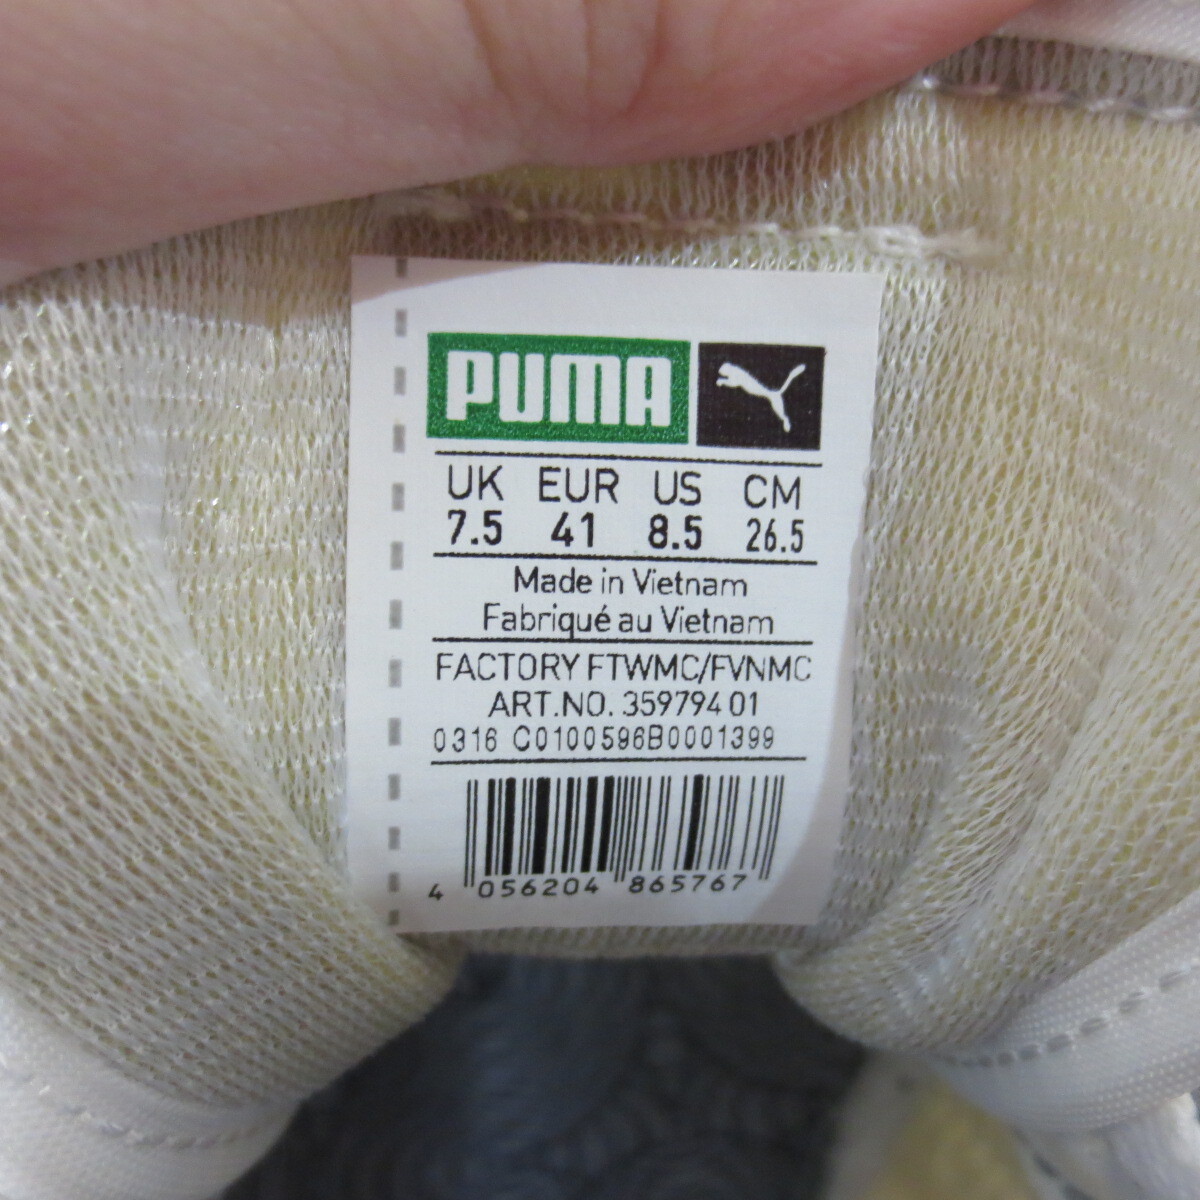 PUMA
UK EUR US CM
7.5 41 8.5 26.5
Made in Vietnam
Fabriqué au Vietnam
FACTORY FTWMC/FVNMC
ART.NO. 359794 01
0316 C0100596B0001399
4 056204 865767